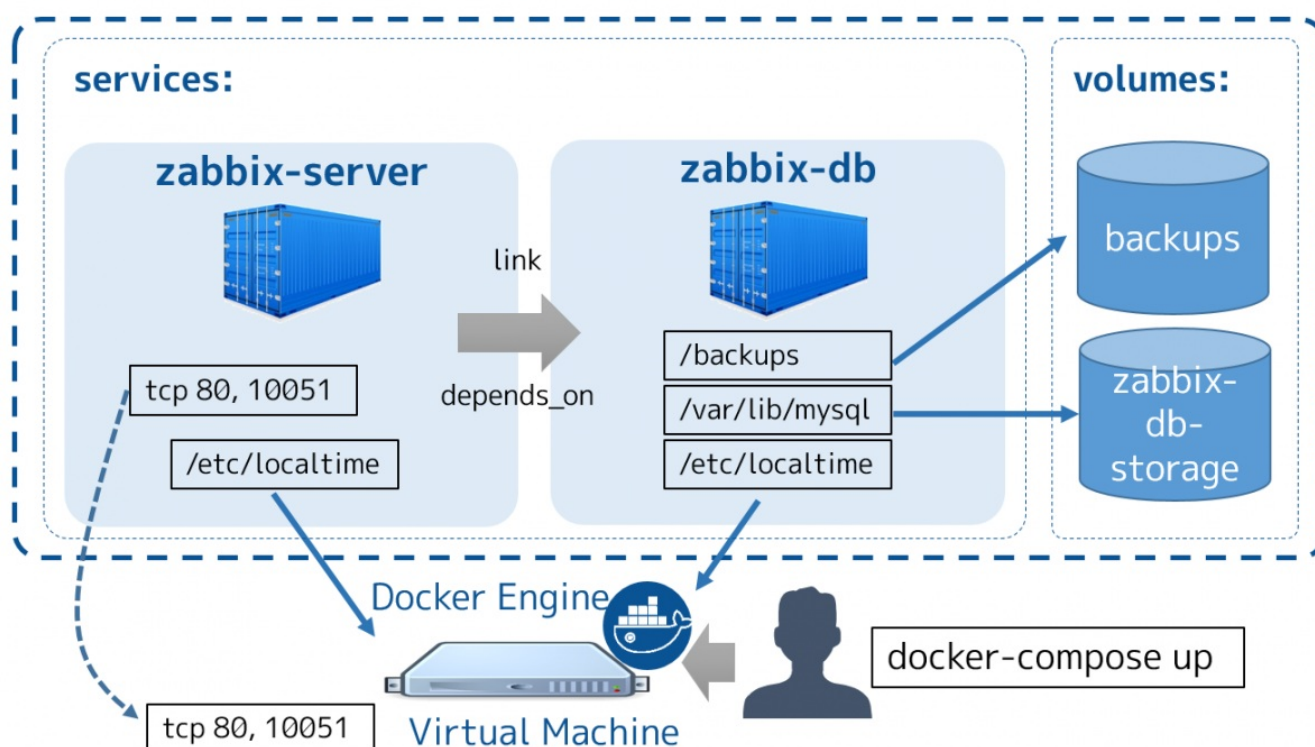 services:
volumes:
zabbix-server
zabbix-db
backups
link
/backups
tcp 80, 10051
depends_on
/var/lib/mysql
zabbix-
db-
storage
/etc/localtime
/etc/localtime
Docker Engine
docker-compose up
tcp 80, 10051
Virtual Machine